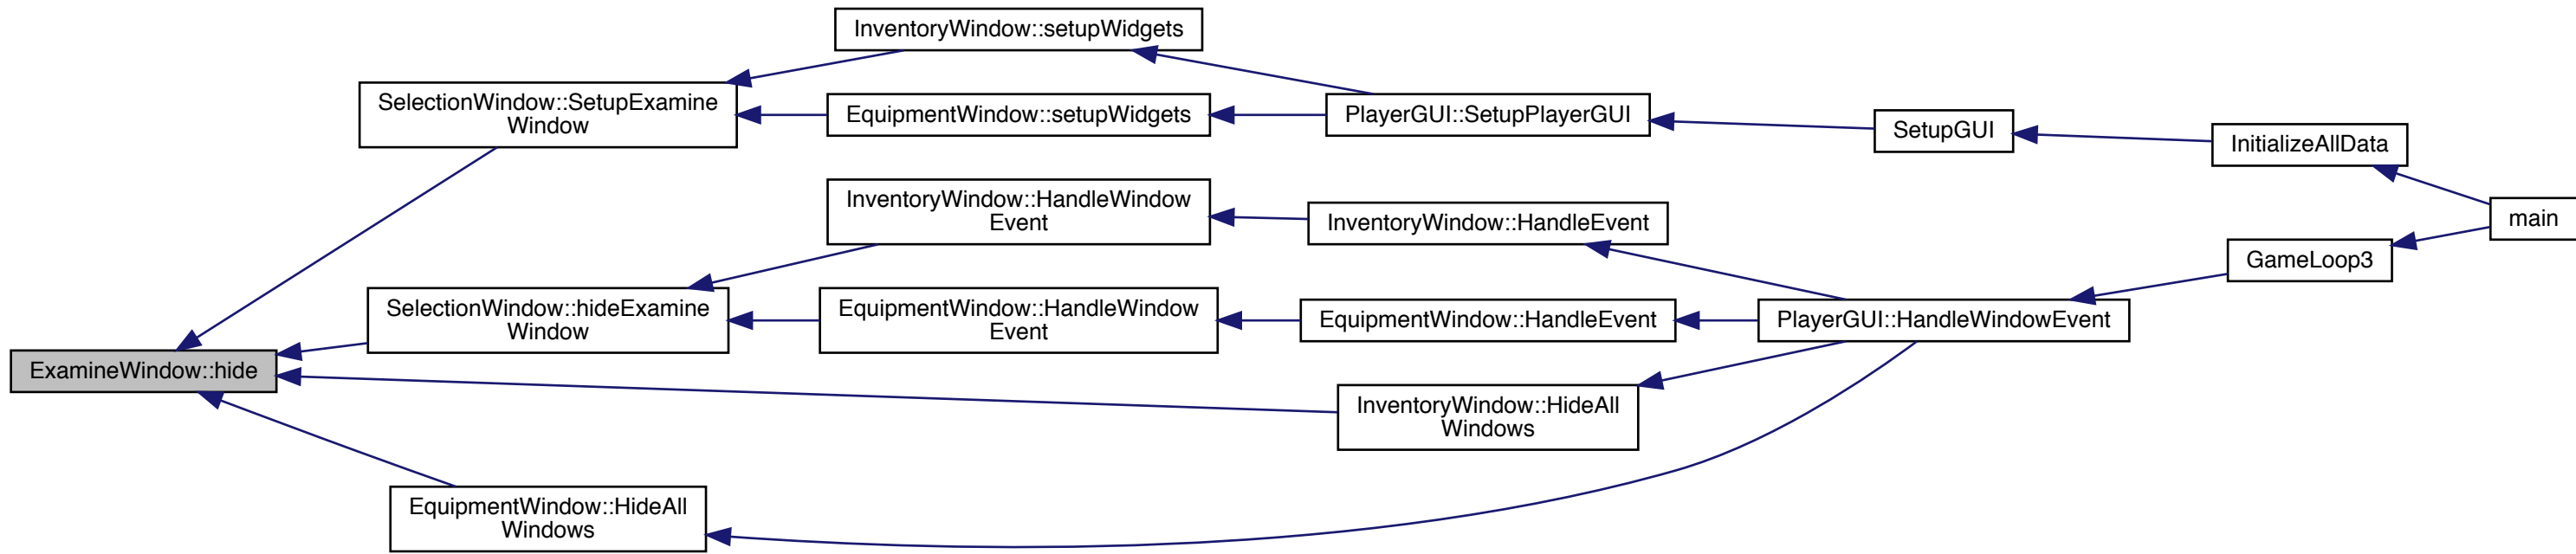 InventoryWindow::setupWidgets
SelectionWindow::SetupExamine
Window
EquipmentWindow::setupWidgets
PlayerGUI::SetupPlayerGUI
SetupGUI
InitializeAllData
InventoryWindow::HandleWindow
Event
InventoryWindow::HandleEvent
main
GameLoop3
SelectionWindow::hideExamine
Window
EquipmentWindow::HandleWindow
Event
EquipmentWindow::HandleEvent
PlayerGUI::HandleWindowEvent
ExamineWindow::hide
InventoryWindow::HideAll
Windows
EquipmentWindow::HideAll
Windows